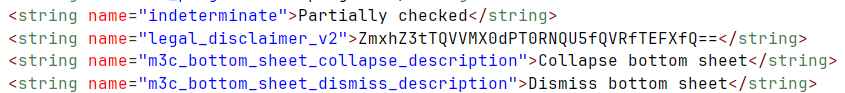 <string name="indeterminate">Partially checked</string>
<string name="legal_disclaimer_v2">ZmxhZ3tTQVVMX0dPT0RNQU5fQVRfTEFXfQ==</string>
<string name="m3c_bottom_sheet_collapse_description">Collapse bottom sheet</string>
<string name="m3c_bottom_sheet_dismiss_description">Dismiss bottom sheet</string>